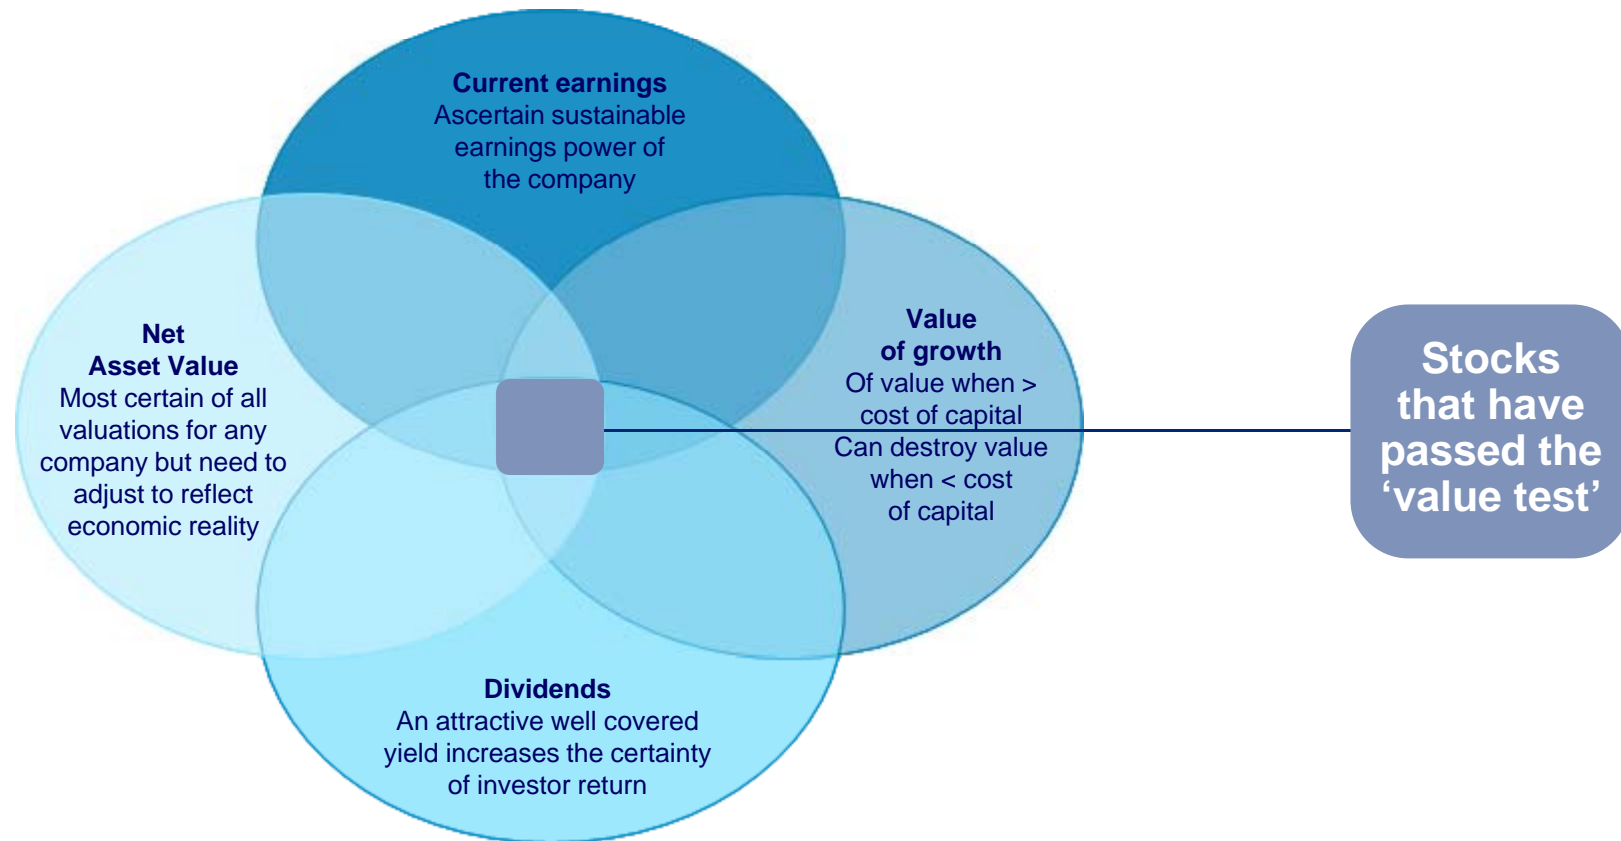 Current earnings
Ascertain sustainable
earnings power of
the company
Net
Asset Value
Most certain of all
valuations for any
company but need to
adjust to reflect
economic reality
Value
of growth
Of value when >
cost of capital
Can destroy value
when < cost
of capital
Dividends
An attractive well covered
yield increases the certainty
of investor return
Stocks
that have
passed the
‘value test’